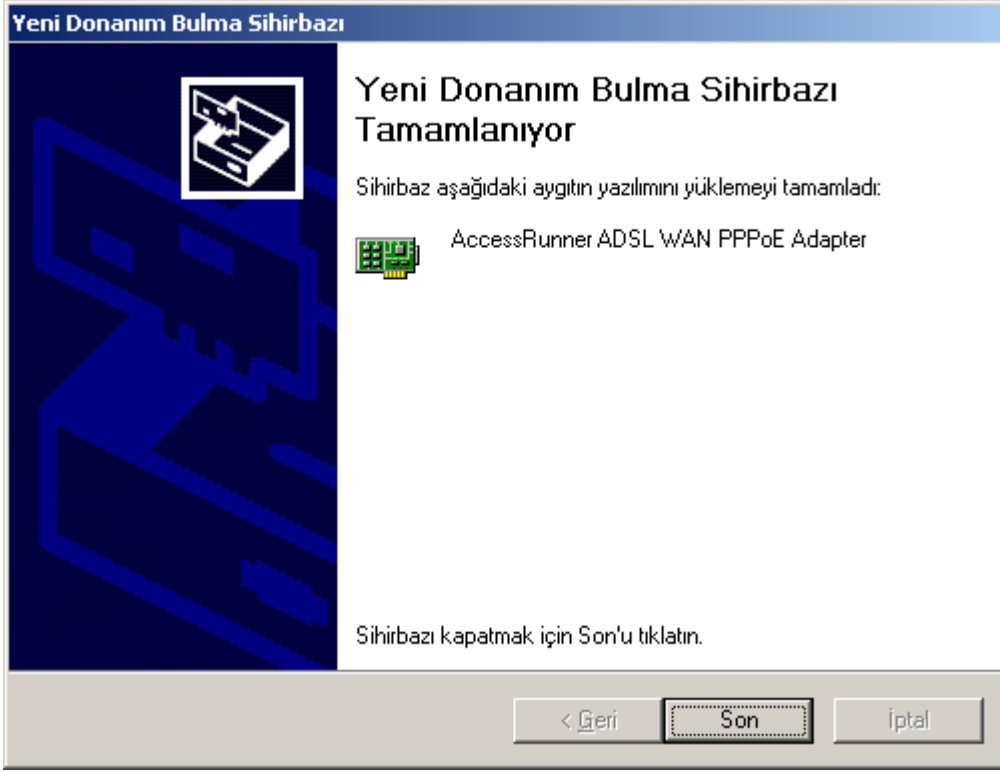 Yeni Donanım Bulma Sihirbazı
Yeni Donanım Bulma Sihirbazı
Tamamlanıyor
Sihirbaz aşağıdaki aygıtın yazılımını yüklemeyi tamamladı:
AccessRunner ADSL WAN PPPoE Adapter
Sihirbazı kapatmak için Son'u tıklatın.
< Geri Son İptal